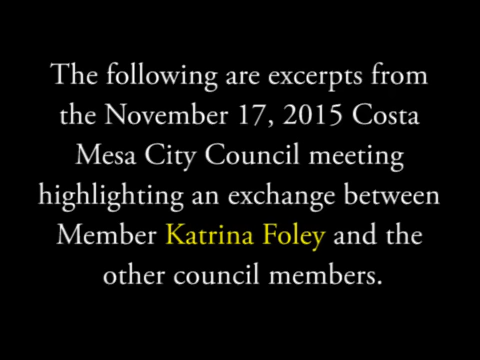 The following are excerpts from
the November 17, 2015 Costa
Mesa City Council meeting
highlighting an exchange between
Member Katrina Foley and the
other council members.